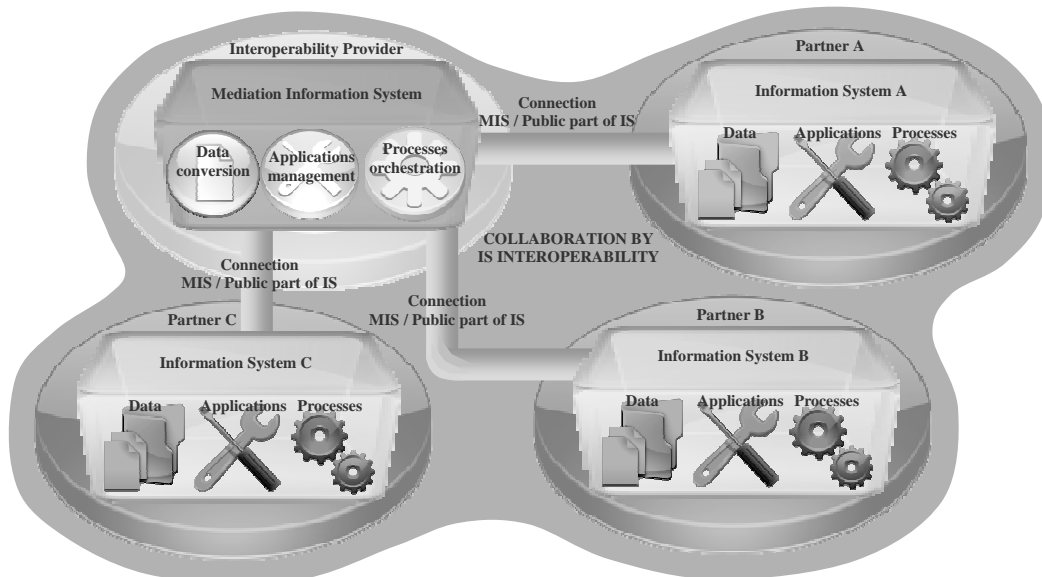 Interoperability Provider
Mediation Information System
Data
conversion
Applications
management
Processes
orchestration
Connection
MIS / Public part of IS
Partner A
Information System A
Data Applications Processes
COLLABORATION BY
IS INTEROPERABILITY
Connection
MIS / Public part of IS
Connection
MIS / Public part of IS
Partner C
Information System C
Data Applications Processes
Partner B
Information System B
Data Applications Processes